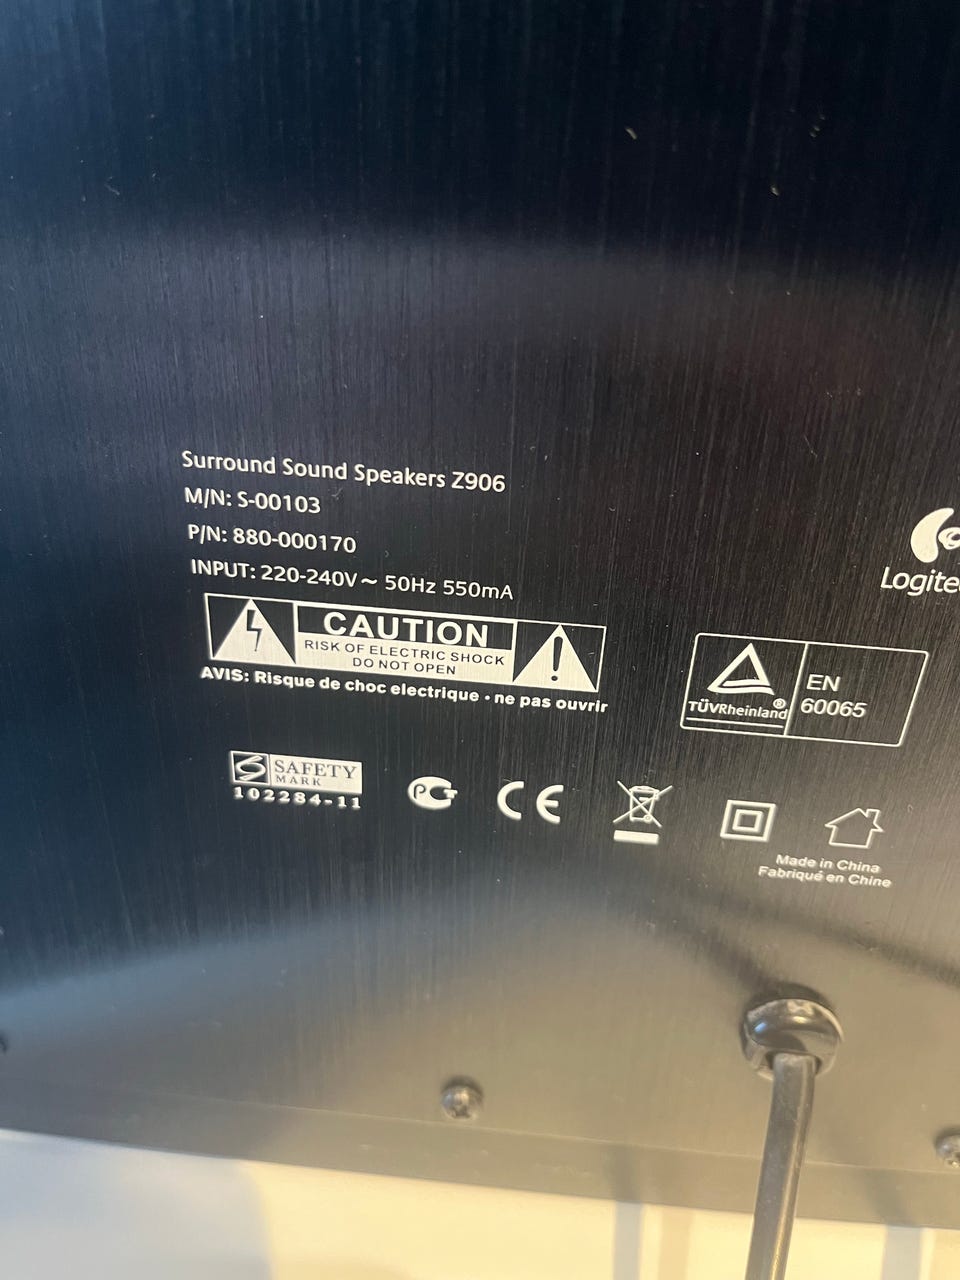 Surround Sound Speakers Z906
M/N: S-00103
P/N: 880-000170
INPUT: 220-240V~ 50Hz 550mA
CAUTION
RISK OF ELECTRIC SHOCK
DO NOT OPEN
AVIS: Risque de choc electrique · ne pas ouvrir
Logite
TÜVRheinland®
EN
60065
SAFETY
MARK
102284-11
CE
Made in China
Fabriqué en Chine